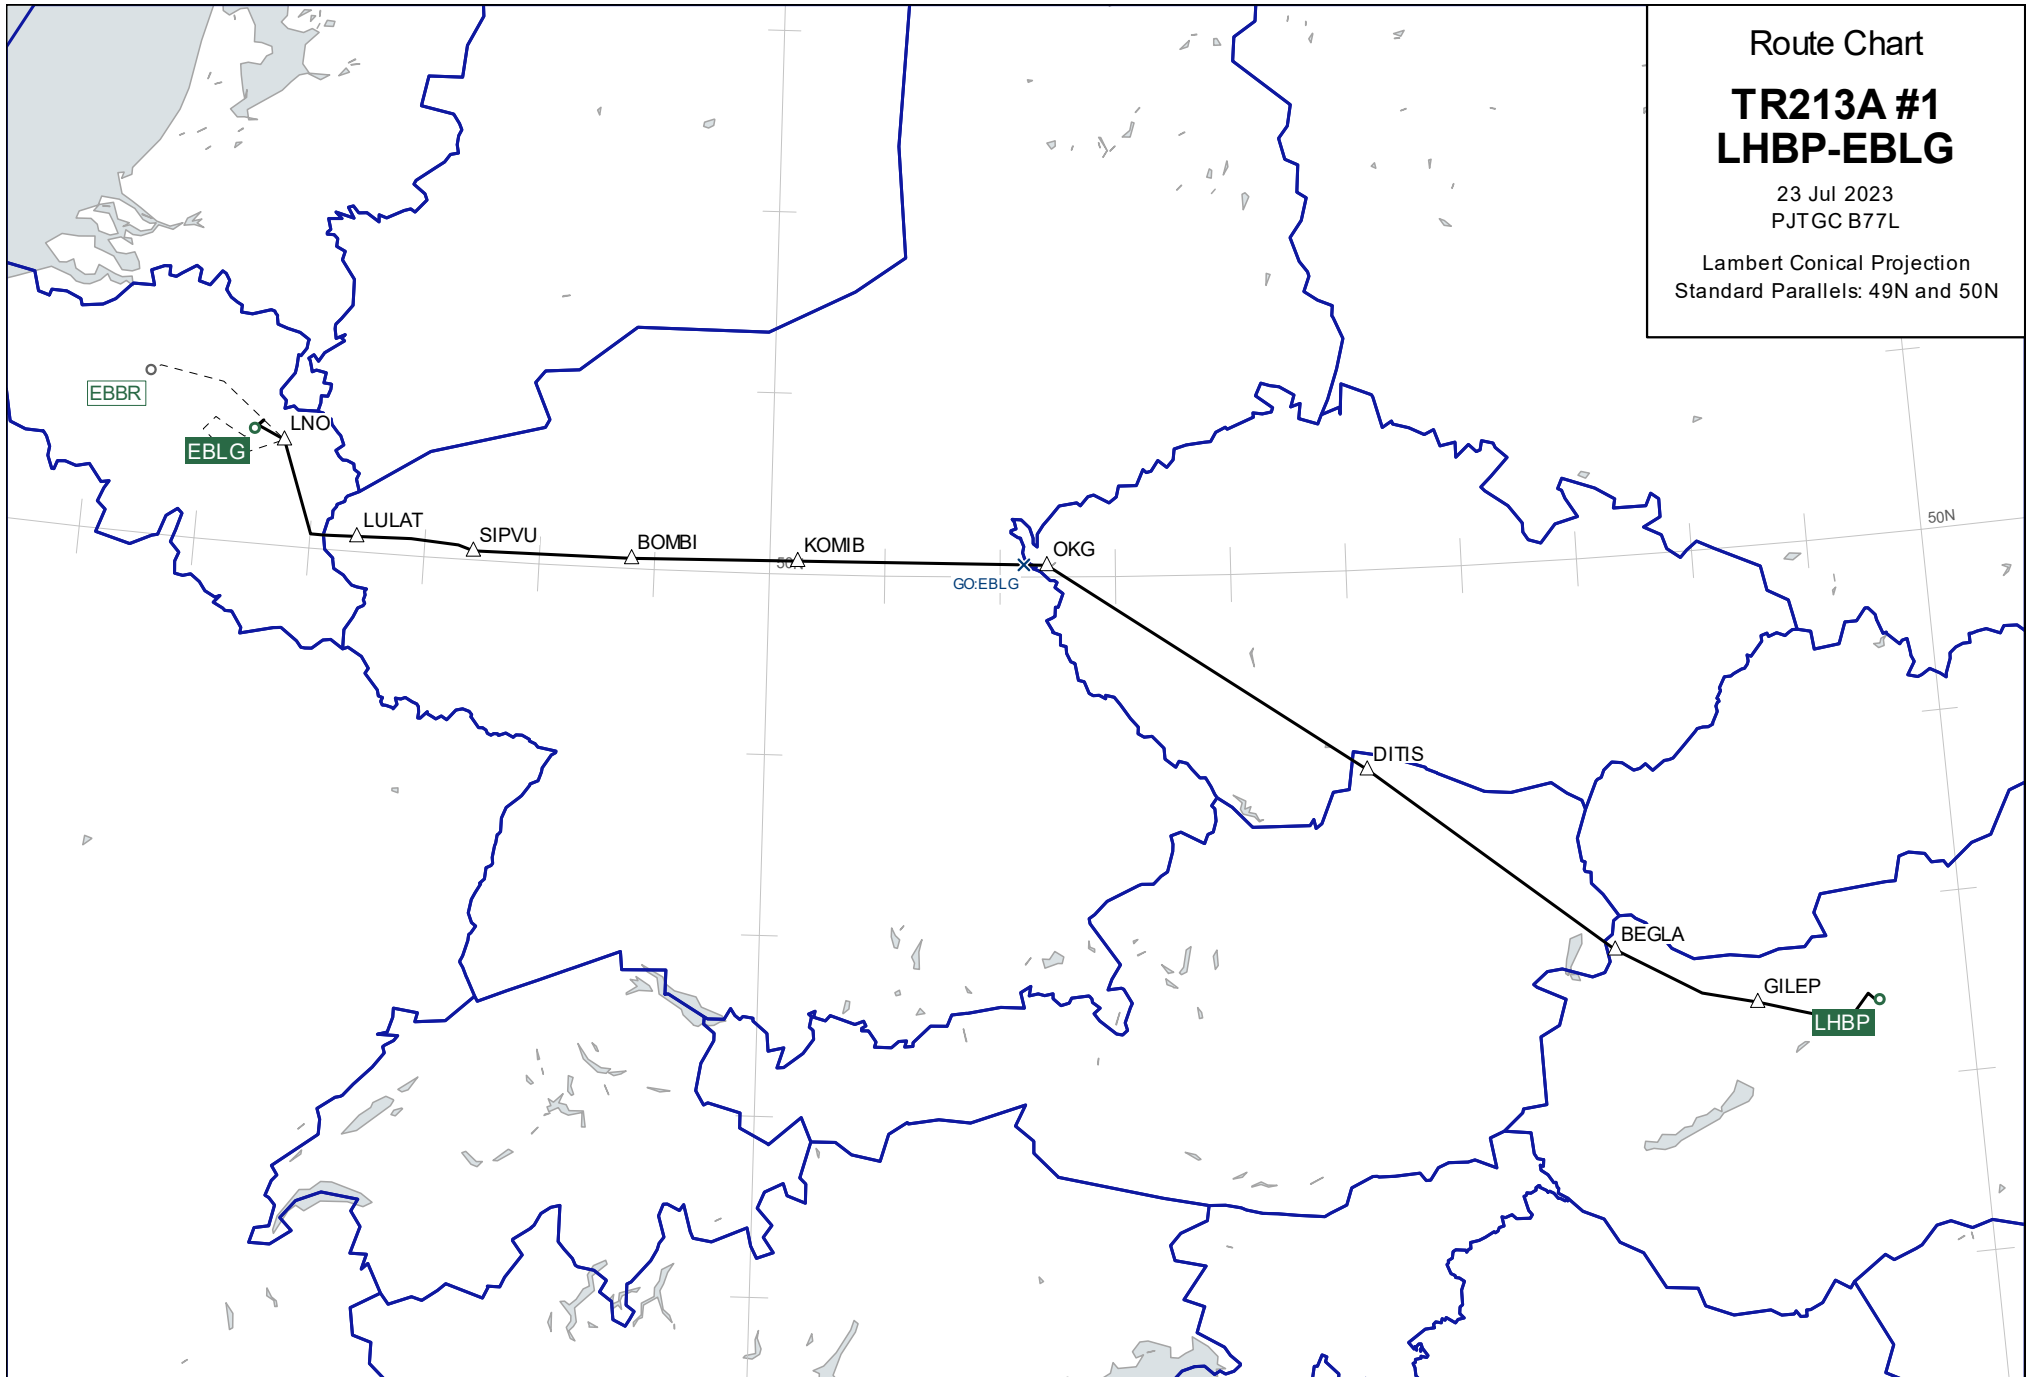 Route Chart
TR213A #1
LHBP-EBLG
23 Jul 2023
PJTGC B77L
Lambert Conical Projection
Standard Parallels: 49N and 50N
EBBR
LNO
EBLG
LULAT
SIPVU
BOMBI
KOMIB
50N
GO:EBLG
OKG
50N
DITIS
BEGLA
GILEP
LHBP